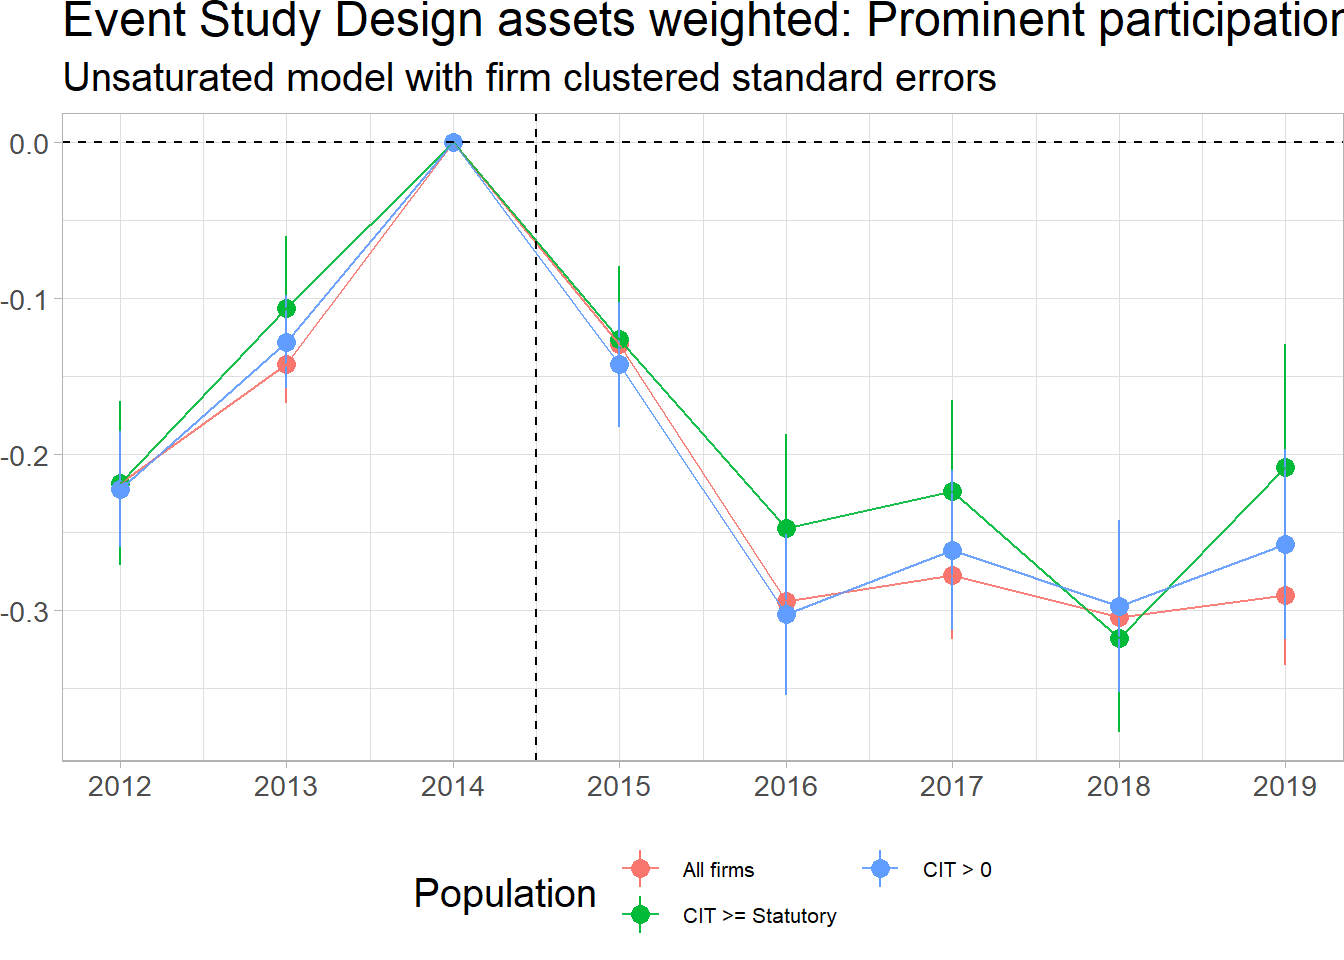 Event Study Design assets weighted: Prominent participation
Unsaturated model with firm clustered standard errors
0.0
-0.1
-0.2
-0.3
2012 2013 2014 2015 2016 2017 2018 2019
Population
All firms
CIT > 0
CIT >= Statutory